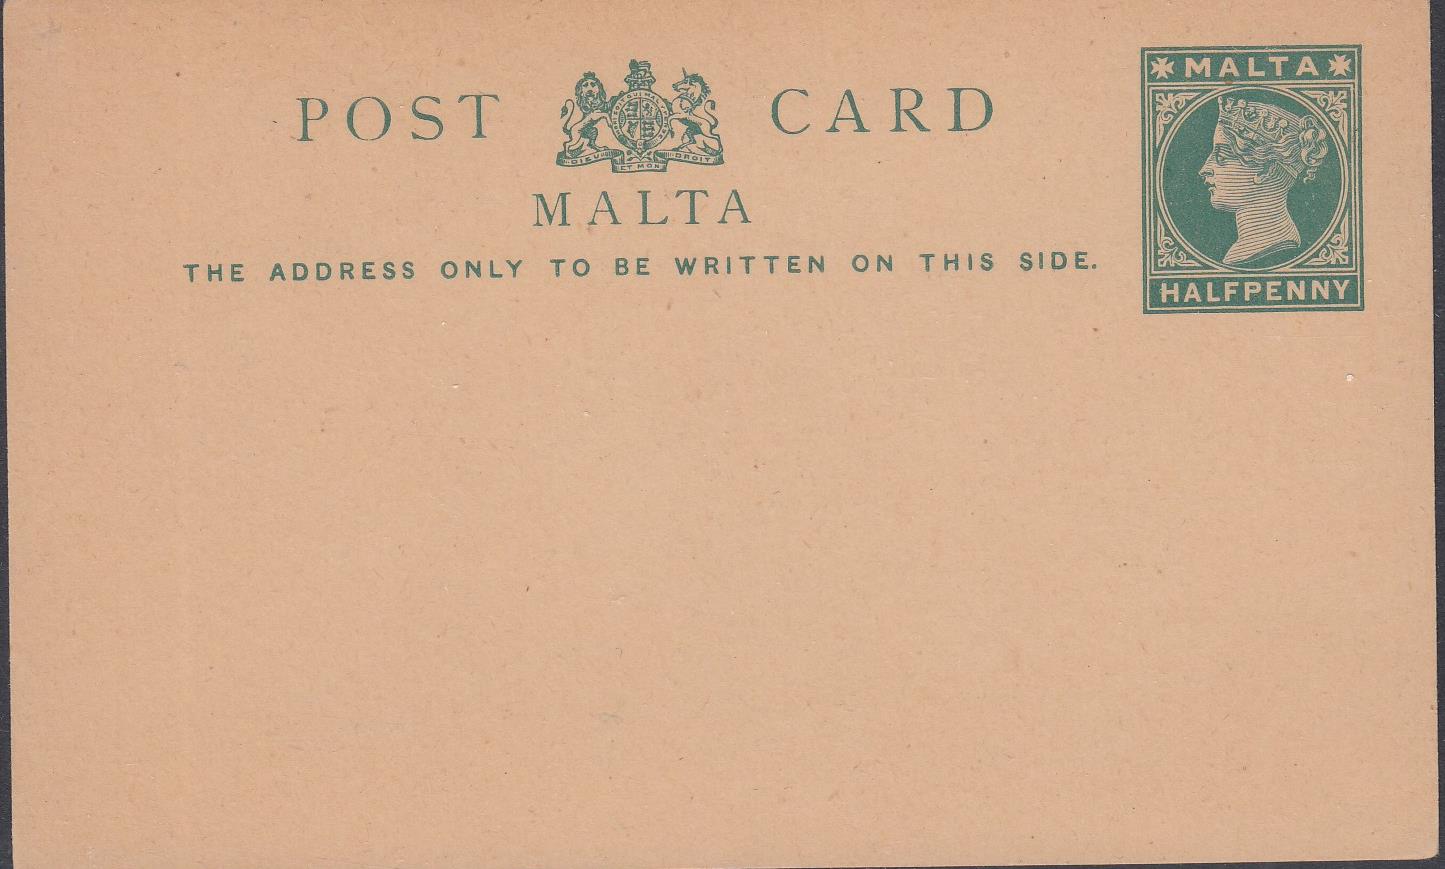 POST CARD
DIEU ET MON DROIT
MALTA
THE ADDRESS ONLY TO BE WRITTEN ON THIS SIDE.
MALTA
HALFPENNY